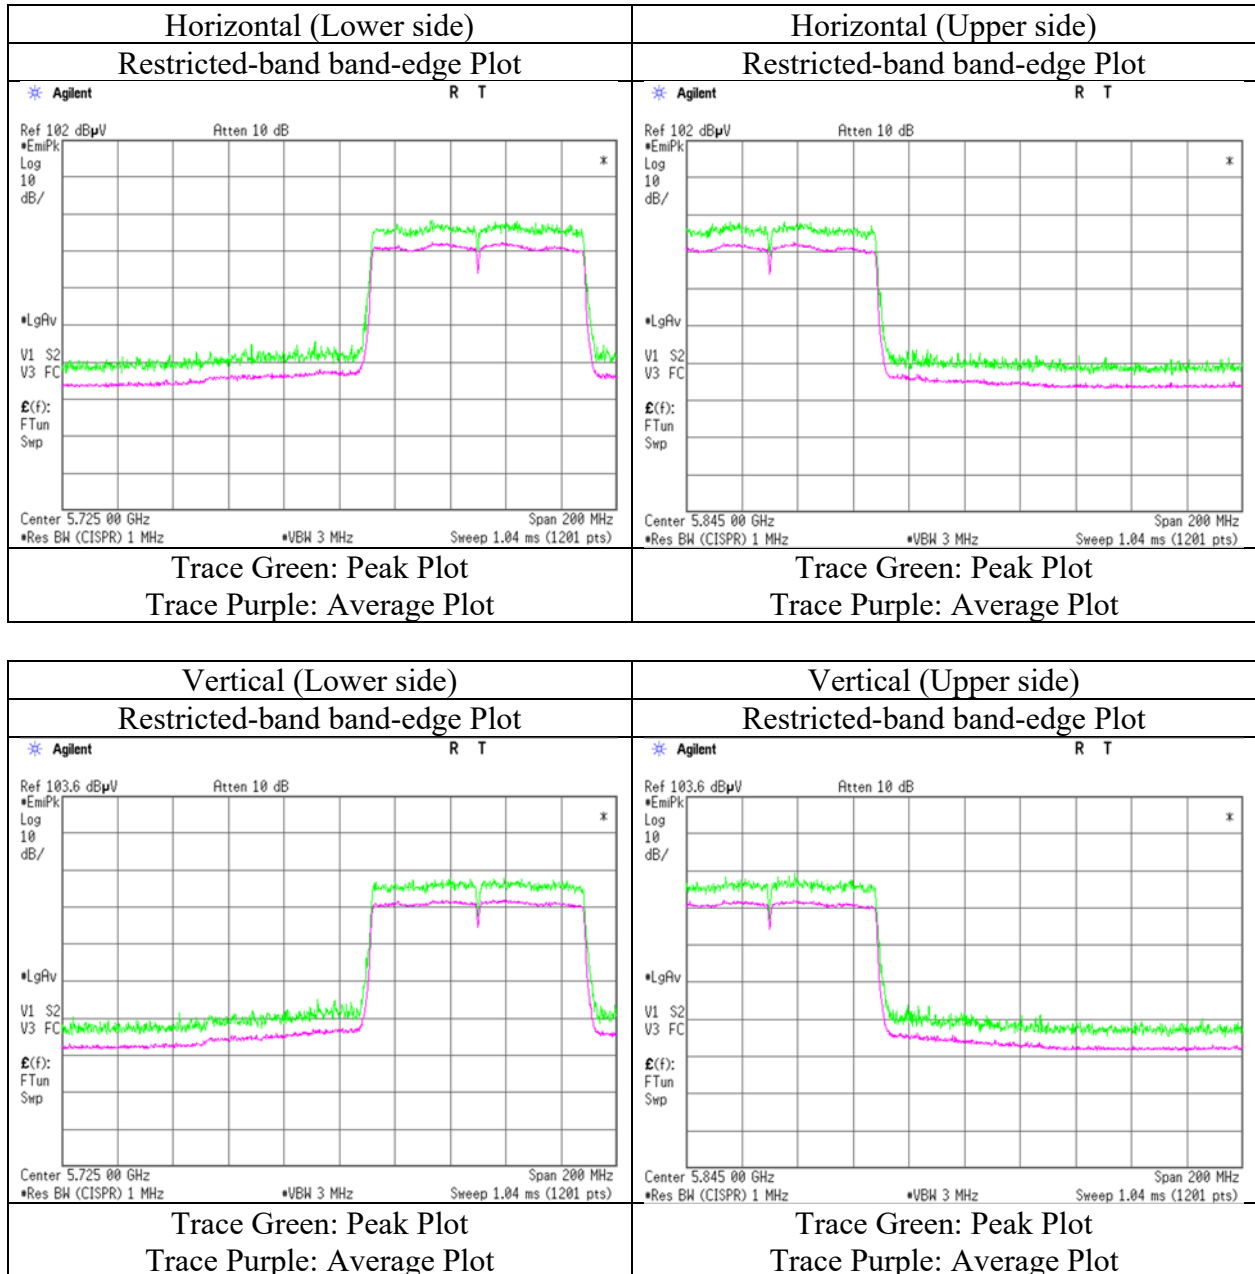 Horizontal (Lower side)
Restricted-band band-edge Plot
Agilent R T
Ref 102 dBµV Atten 10 dB
#EmiPk
Log
10
dB/
*
#LgAv
V1 S2
V3 FC
£(f):
FTun
Swp
Center 5.725 00 GHz Span 200 MHz
#Res BW (CISPR) 1 MHz #VBW 3 MHz Sweep 1.04 ms (1201 pts)
Trace Green: Peak Plot
Trace Purple: Average Plot
Horizontal (Upper side)
Restricted-band band-edge Plot
Agilent R T
Ref 102 dBµV Atten 10 dB
#EmiPk
Log
10
dB/
*
#LgAv
V1 S2
V3 FC
£(f):
FTun
Swp
Center 5.845 00 GHz Span 200 MHz
#Res BW (CISPR) 1 MHz #VBW 3 MHz Sweep 1.04 ms (1201 pts)
Trace Green: Peak Plot
Trace Purple: Average Plot
Vertical (Lower side)
Restricted-band band-edge Plot
Agilent R T
Ref 103.6 dBµV Atten 10 dB
#EmiPk
Log
10
dB/
*
#LgAv
V1 S2
V3 FC
£(f):
FTun
Swp
Center 5.725 00 GHz Span 200 MHz
#Res BW (CISPR) 1 MHz #VBW 3 MHz Sweep 1.04 ms (1201 pts)
Trace Green: Peak Plot
Trace Purple: Average Plot
Vertical (Upper side)
Restricted-band band-edge Plot
Agilent R T
Ref 103.6 dBµV Atten 10 dB
#EmiPk
Log
10
dB/
*
#LgAv
V1 S2
V3 FC
£(f):
FTun
Swp
Center 5.845 00 GHz Span 200 MHz
#Res BW (CISPR) 1 MHz #VBW 3 MHz Sweep 1.04 ms (1201 pts)
Trace Green: Peak Plot
Trace Purple: Average Plot